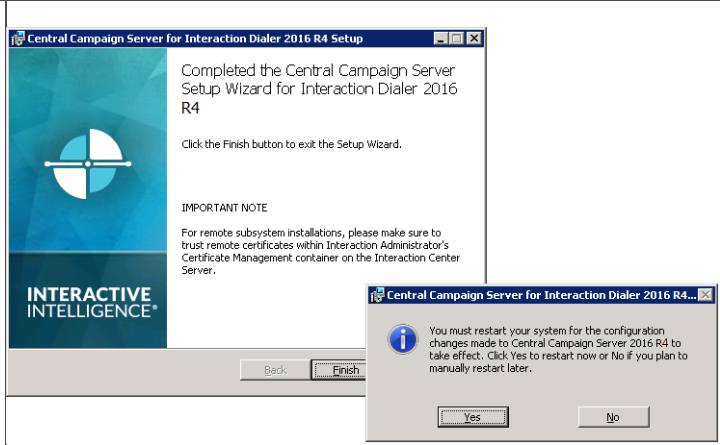 Central Campaign Server for Interaction Dialer 2016 R4 Setup
Completed the Central Campaign Server
Setup Wizard for Interaction Dialer 2016
R4
Click the Finish button to exit the Setup Wizard.
IMPORTANT NOTE
For remote subsystem installations, please make sure to
trust remote certificates within Interaction Administrator's
Certificate Management container on the Interaction Center
Server.
INTERACTIVE
INTELLIGENCE®
Back
Finish
Central Campaign Server for Interaction Dialer 2016 R4...
You must restart your system for the configuration
changes made to Central Campaign Server 2016 R4 to
take effect. Click Yes to restart now or No if you plan to
manually restart later.
Yes
No